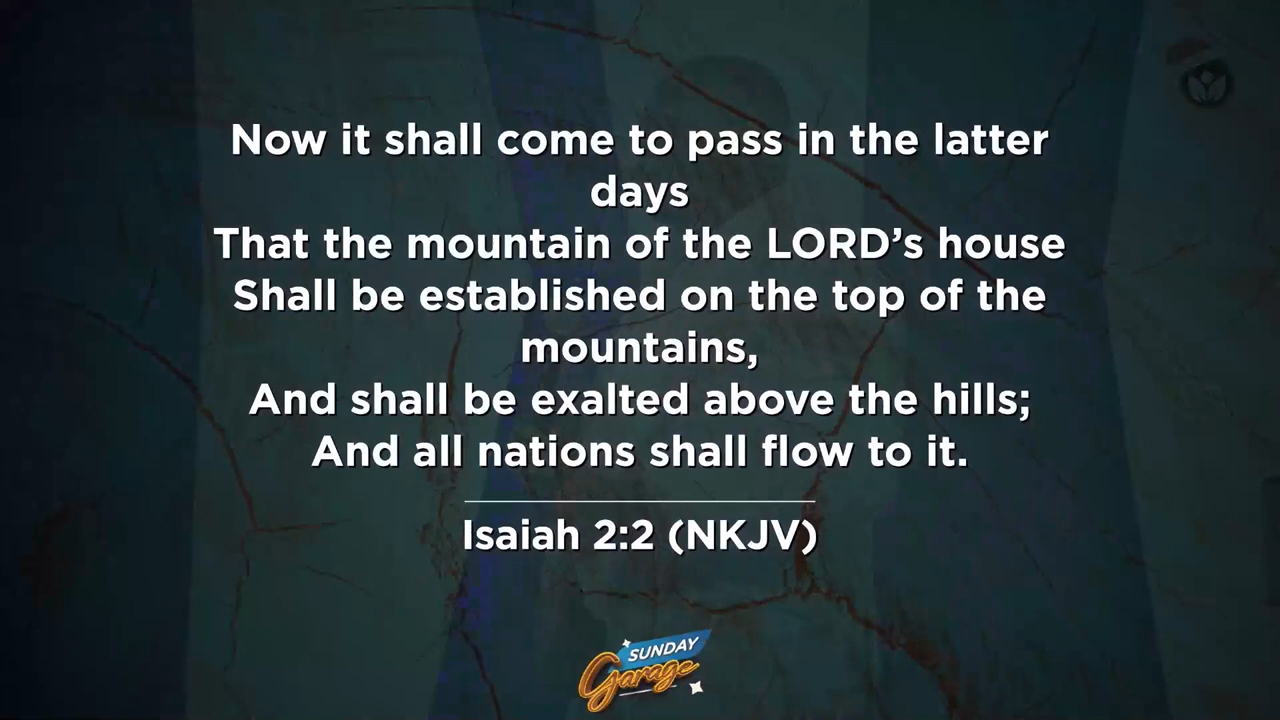 Now it shall come to pass in the latter
days
That the mountain of the LORD’s house
Shall be established on the top of the
mountains,
And shall be exalted above the hills;
And all nations shall flow to it.
Isaiah 2:2 (NKJV)
SUNDAY
Garage